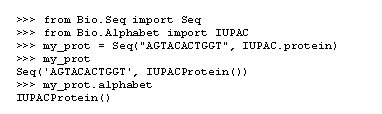 >>> from Bio.Seq import Seq
>>> from Bio.Alphabet import IUPAC
>>> my_prot = Seq("AGTACACTGGT", IUPAC.protein)
>>> my_prot
Seq('AGTACACTGGT', IUPACProtein())
>>> my_prot.alphabet
IUPACProtein()